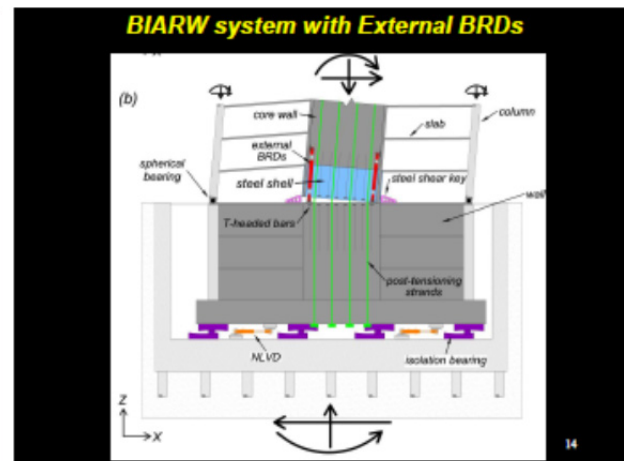 BIARW system with External BRDs
(b)
core wall
column
slab
external
BRDs
spherical
bearing
steel shell
steel shear key
wall
T-headed bars
post-tensioning
strands
NLVD
isolation bearing
Z
X
14